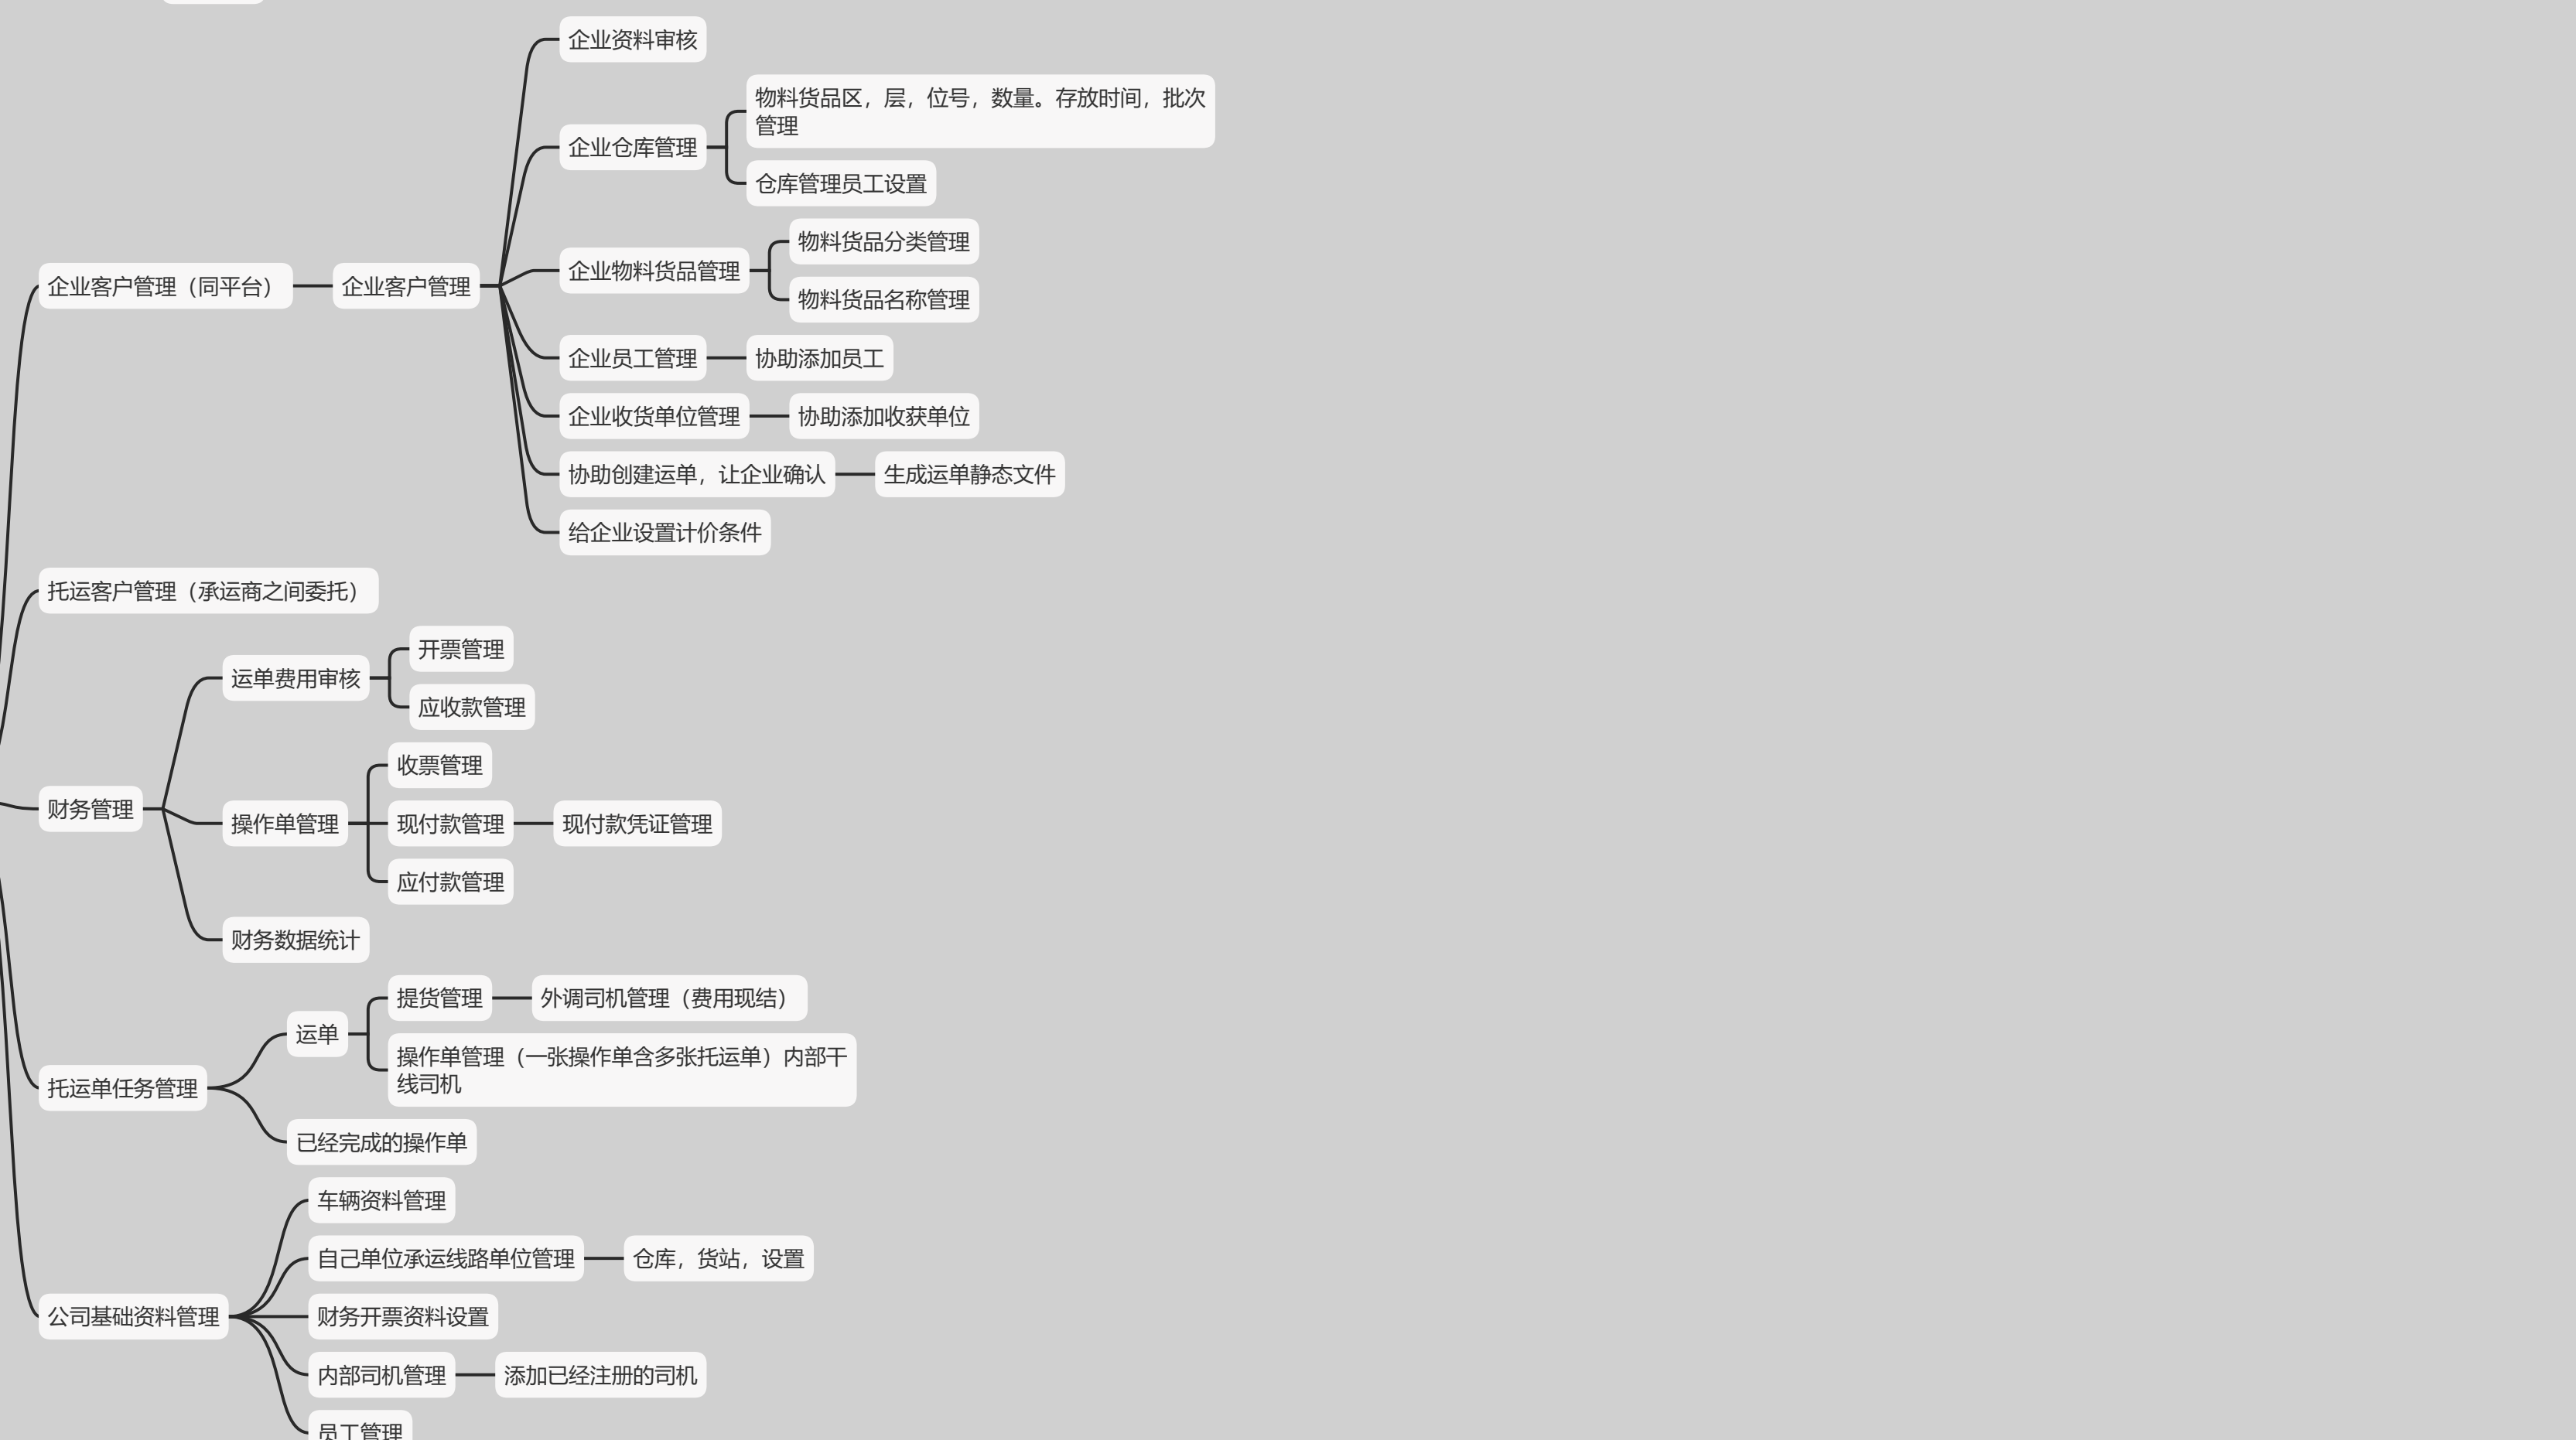 企业资料审核
物料货品区，层，位号，数量。存放时间，批次
管理
企业仓库管理
仓库管理员工设置
物料货品分类管理
企业物料货品管理
企业客户管理（同平台）
企业客户管理
物料货品名称管理
企业员工管理
协助添加员工
企业收货单位管理
协助添加收获单位
协助创建运单，让企业确认
生成运单静态文件
给企业设置计价条件
托运客户管理（承运商之间委托）
开票管理
运单费用审核
应收款管理
收票管理
财务管理
操作单管理
现付款管理
现付款凭证管理
应付款管理
财务数据统计
提货管理
外调司机管理（费用现结）
运单
操作单管理（一张操作单含多张托运单）内部干
线司机
托运单任务管理
已经完成的操作单
车辆资料管理
自己单位承运线路单位管理
仓库，货站，设置
公司基础资料管理
财务开票资料设置
内部司机管理
添加已经注册的司机
员工管理